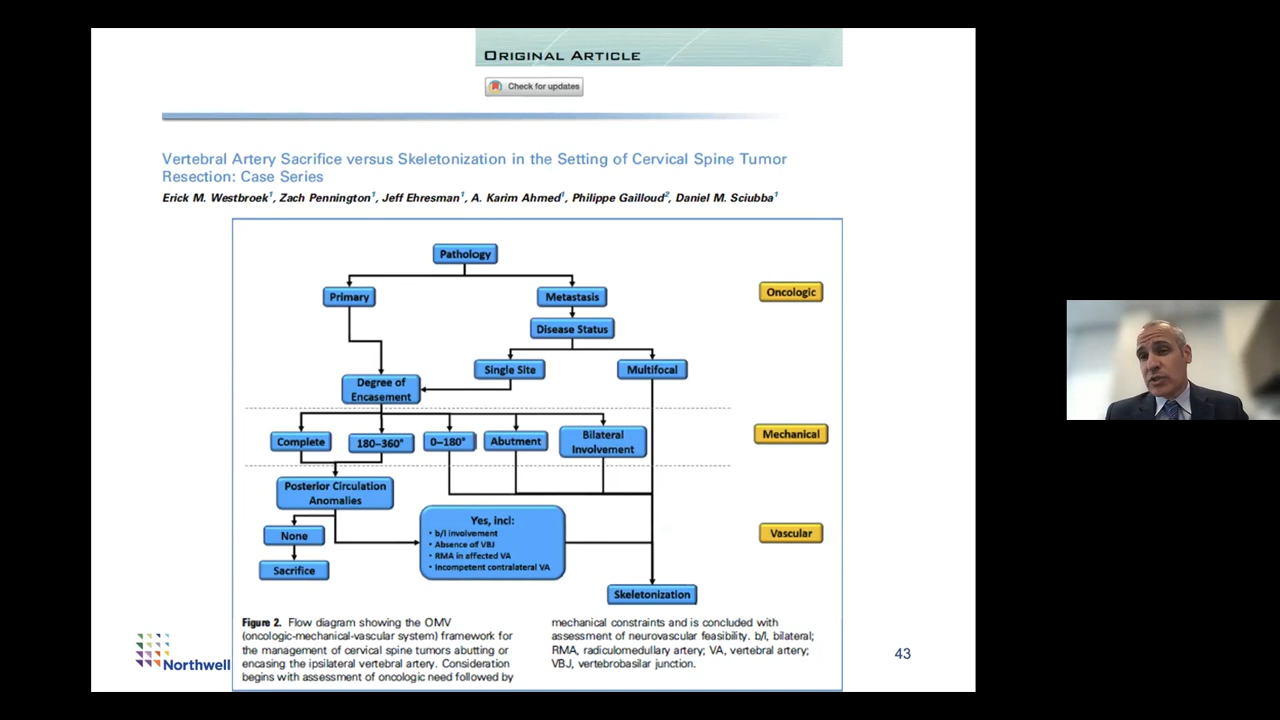 ORIGINAL ARTICLE
Check for updates
Vertebral Artery Sacrifice versus Skeletonization in the Setting of Cervical Spine Tumor
Resection: Case Series
Erick M. Westbroek1, Zach Pennington1, Jeff Ehresman1, A. Karim Ahmed1, Philippe Gailloud2, Daniel M. Sciubba1
Pathology
Primary
Metastasis
Oncologic
Disease Status
Single Site
Multifocal
Degree of
Encasement
Complete
180–360°
0–180°
Abutment
Bilateral
Involvement
Mechanical
Posterior Circulation
Anomalies
None
Sacrifice
Yes, incl:
• b/l involvement
• Absence of VBJ
• RMA in affected VA
• Incompetent contralateral VA
Vascular
Skeletonization
Figure 2. Flow diagram showing the OMV
(oncologic-mechanical-vascular system) framework for
the management of cervical spine tumors abutting or
encasing the ipsilateral vertebral artery. Consideration
begins with assessment of oncologic need followed by
mechanical constraints and is concluded with
assessment of neurovascular feasibility. b/l, bilateral;
RMA, radiculomedullary artery; VA, vertebral artery;
VBJ, vertebrobasilar junction.
Northwell
43